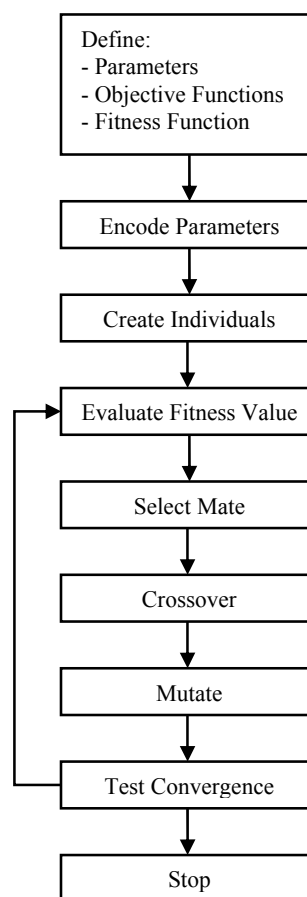 Define:
- Parameters
- Objective Functions
- Fitness Function
Encode Parameters
Create Individuals
Evaluate Fitness Value
Select Mate
Crossover
Mutate
Test Convergence
Stop